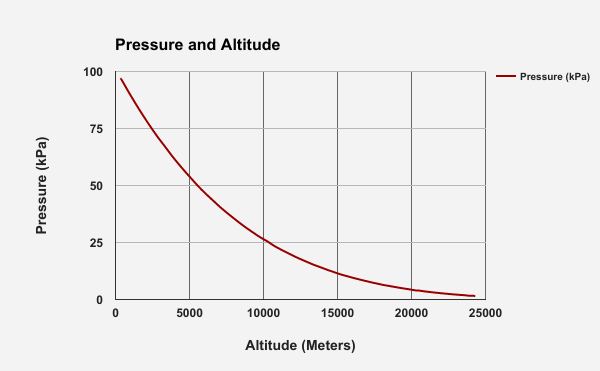 Pressure and Altitude
Pressure (kPa)
100
75
50
25
0
Pressure (kPa)
0 5000 10000 15000 20000 25000
Altitude (Meters)